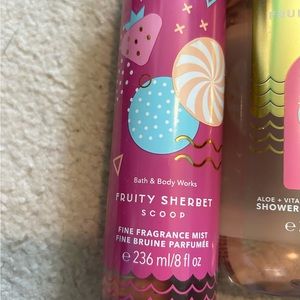 Bath & Body Works
FRUITY SHERBET
SCOOP
FINE FRAGRANCE MIST
FINE BRUINE PARFUMÉE
℮ 236 ml/8 fl oz
ALOE + VITA
SHOWER
℮